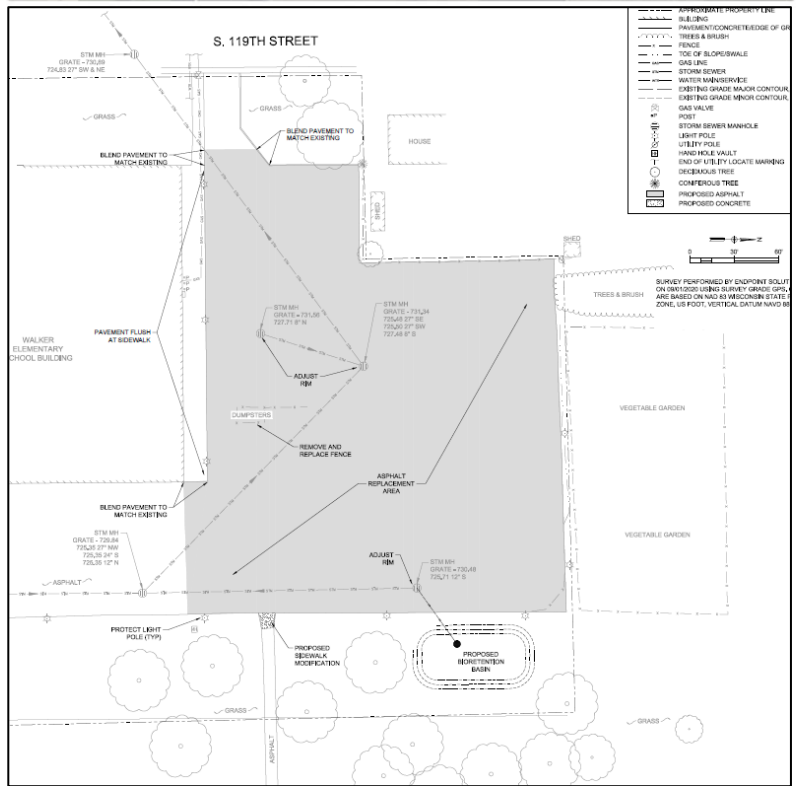 S. 119TH STREET
STM MH
GRATE = 730.69
724.83 27" SW & NE
GRASS
GRASS
BLEND PAVEMENT TO
MATCH EXISTING
BLEND PAVEMENT TO
MATCH EXISTING
HOUSE
SHED
SHED
APPROXIMATE PROPERTY LINE
BUILDING
PAVEMENT/CONCRETE/EDGE OF GR
TREES & BRUSH
FENCE
TOE OF SLOPE/SWALE
GAS LINE
STORM SEWER
WATER MAIN/SERVICE
EXISTING GRADE MAJOR CONTOUR,
EXISTING GRADE MINOR CONTOUR,
GAS VALVE
POST
STORM SEWER MANHOLE
LIGHT POLE
UTILITY POLE
HAND HOLE VAULT
END OF UTILITY LOCATE MARKING
DECIDUOUS TREE
CONIFEROUS TREE
PROPOSED ASPHALT
PROPOSED CONCRETE
Z
0 30' 60'
SURVEY PERFORMED BY ENDPOINT SOLUT
ON 09/01/2020 USING SURVEY GRADE GPS,
ARE BASED ON NAD 83 WISCONSIN STATE P
ZONE, US FOOT, VERTICAL DATUM NAVD 88
TREES & BRUSH
STM MH
GRATE = 731.56
727.71 8" N
STM MH
GRATE = 731.34
725.48 27" SE
725.50 27" SW
727.48 8" S
PAVEMENT FLUSH
AT SIDEWALK
WALKER
ELEMENTARY
CHOOL BUILDING
ADJUST
RIM
DUMPSTERS
REMOVE AND
REPLACE FENCE
VEGETABLE GARDEN
ASPHALT
REPLACEMENT
AREA
BLEND PAVEMENT TO
MATCH EXISTING
STM MH
GRATE = 729.84
725.35 27" NW
725.35 24" S
725.35 12" N
VEGETABLE GARDEN
ADJUST
RIM
STM MH
GRATE = 730.48
725.71 12" S
ASPHALT
PROTECT LIGHT
POLE (TYP)
PROPOSED
SIDEWALK
MODIFICATION
PROPOSED
BIORETENTION
BASIN
GRASS
GRASS
ASPHALT